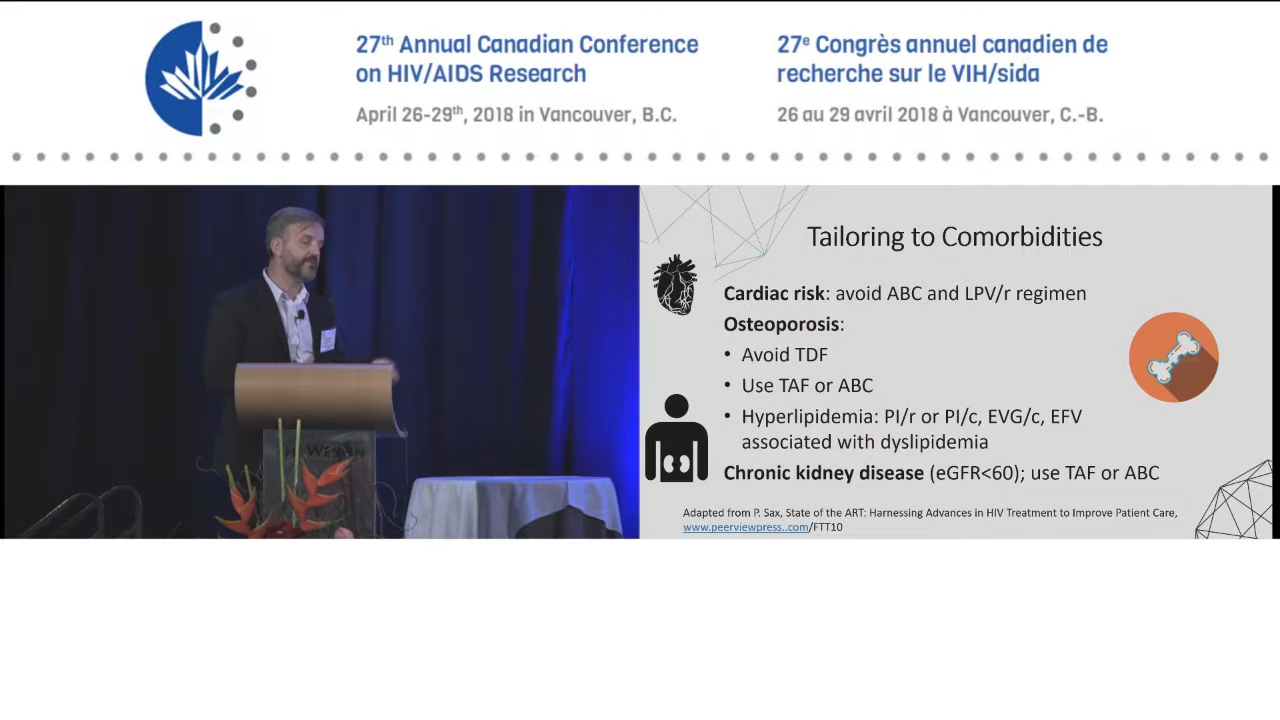 27th Annual Canadian Conference
on HIV/AIDS Research
April 26-29th, 2018 in Vancouver, B.C.
27e Congrès annuel canadien de
recherche sur le VIH/sida
26 au 29 avril 2018 à Vancouver, C.-B.
Tailoring to Comorbidities
Cardiac risk: avoid ABC and LPV/r regimen
Osteoporosis:
• Avoid TDF
• Use TAF or ABC
• Hyperlipidemia: PI/r or PI/c, EVG/c, EFV
associated with dyslipidemia
Chronic kidney disease (eGFR<60); use TAF or ABC
Adapted from P. Sax, State of the ART: Harnessing Advances in HIV Treatment to Improve Patient Care,
www.peerviewpress..com/FTT10